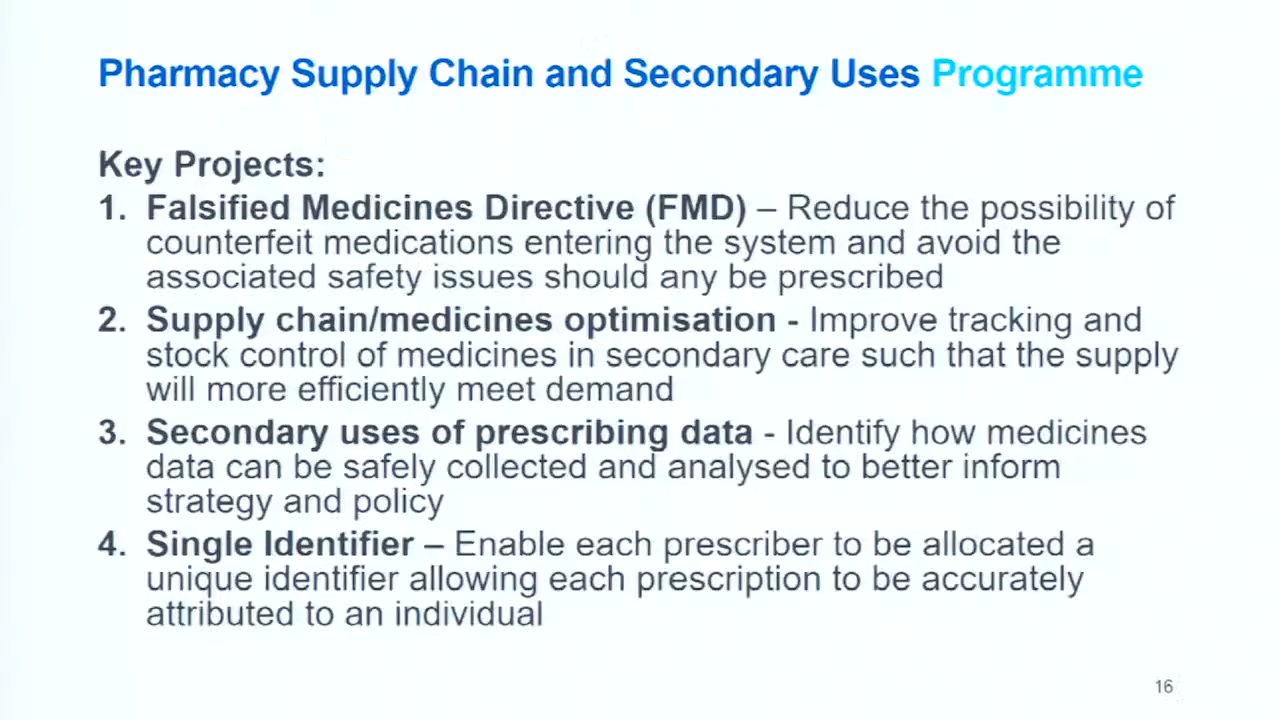 Pharmacy Supply Chain and Secondary Uses Programme
Key Projects:
1. Falsified Medicines Directive (FMD) – Reduce the possibility of
counterfeit medications entering the system and avoid the
associated safety issues should any be prescribed
2. Supply chain/medicines optimisation - Improve tracking and
stock control of medicines in secondary care such that the supply
will more efficiently meet demand
3. Secondary uses of prescribing data - Identify how medicines
data can be safely collected and analysed to better inform
strategy and policy
4. Single Identifier – Enable each prescriber to be allocated a
unique identifier allowing each prescription to be accurately
attributed to an individual
16